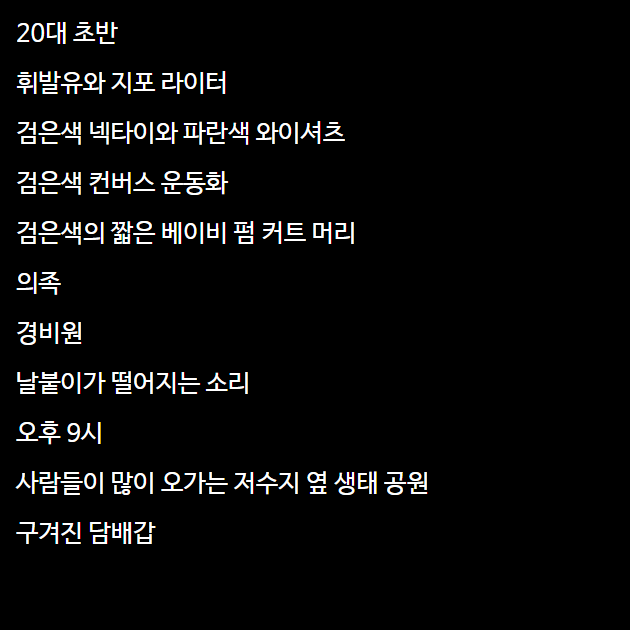 20대 초반
휘발유와 지포 라이터
검은색 넥타이와 파란색 와이셔츠
검은색 컨버스 운동화
검은색의 짧은 베이비 펌 커트 머리
의족
경비원
날붙이가 떨어지는 소리
오후 9시
사람들이 많이 오가는 저수지 옆 생태 공원
구겨진 담배갑